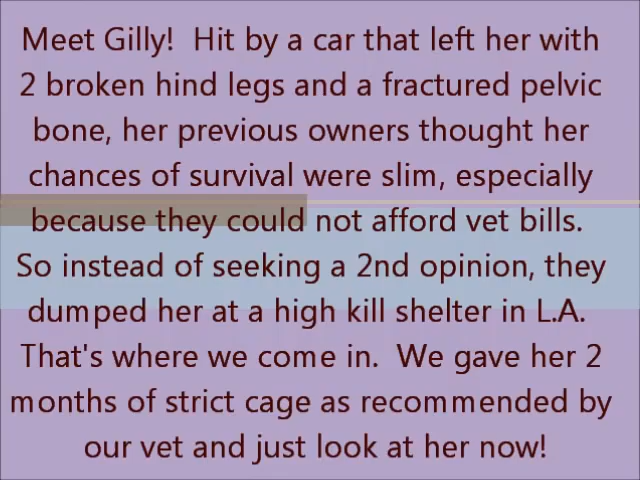 Meet Gilly!  Hit by a car that left her with
2 broken hind legs and a fractured pelvic
bone, her previous owners thought her
chances of survival were slim, especially
because they could not afford vet bills.
So instead of seeking a 2nd opinion, they
dumped her at a high kill shelter in L.A.
That's where we come in.  We gave her 2
months of strict cage as recommended by
our vet and just look at her now!